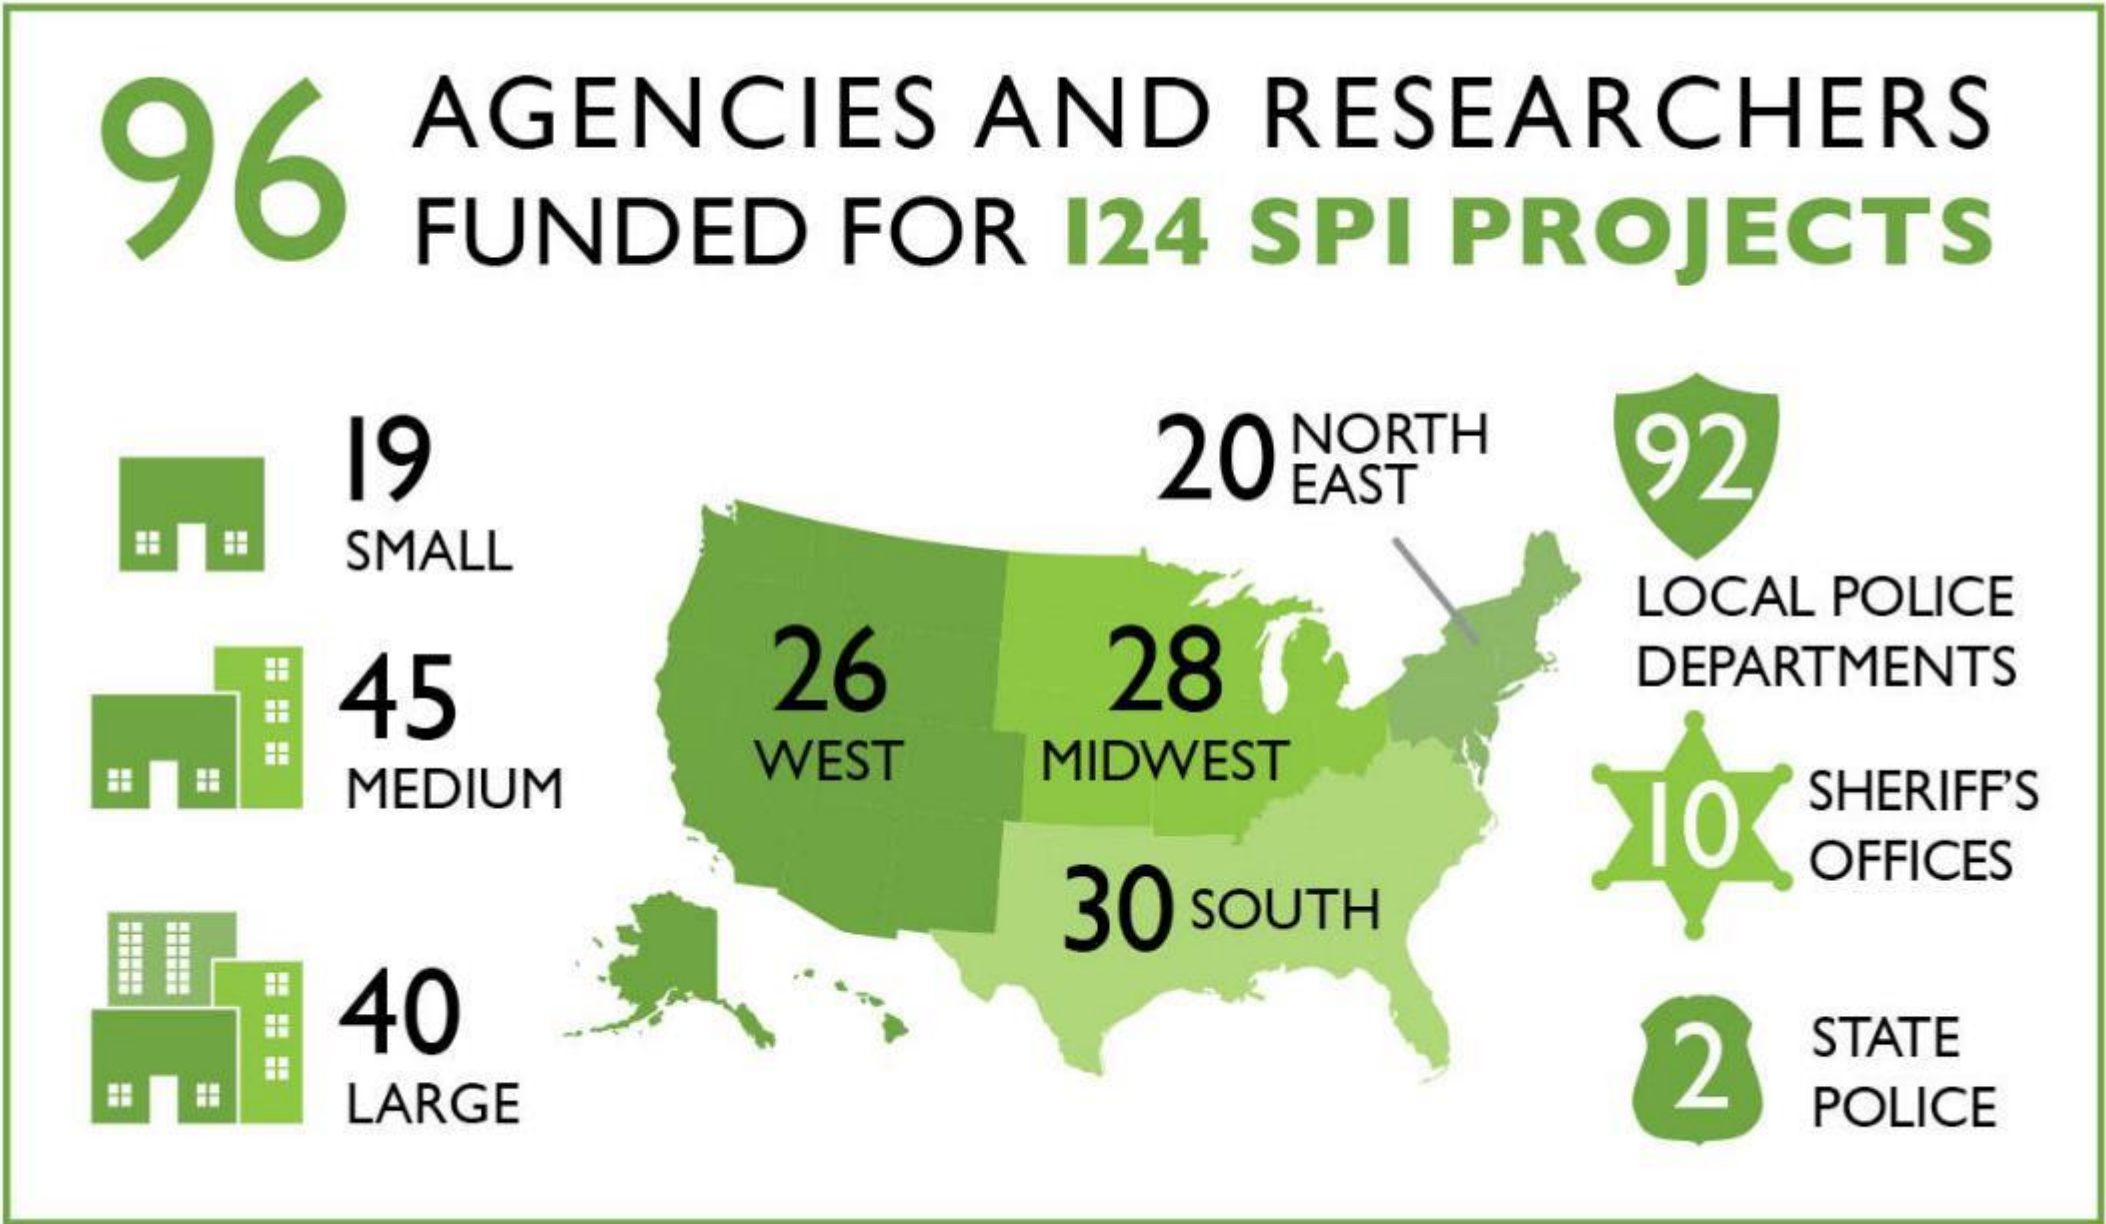 96 AGENCIES AND RESEARCHERS
FUNDED FOR 124 SPI PROJECTS
19
SMALL
45
MEDIUM
40
LARGE
20 NORTH
EAST
26
WEST
28
MIDWEST
30 SOUTH
92
LOCAL POLICE
DEPARTMENTS
10 SHERIFF'S
OFFICES
2 STATE
POLICE